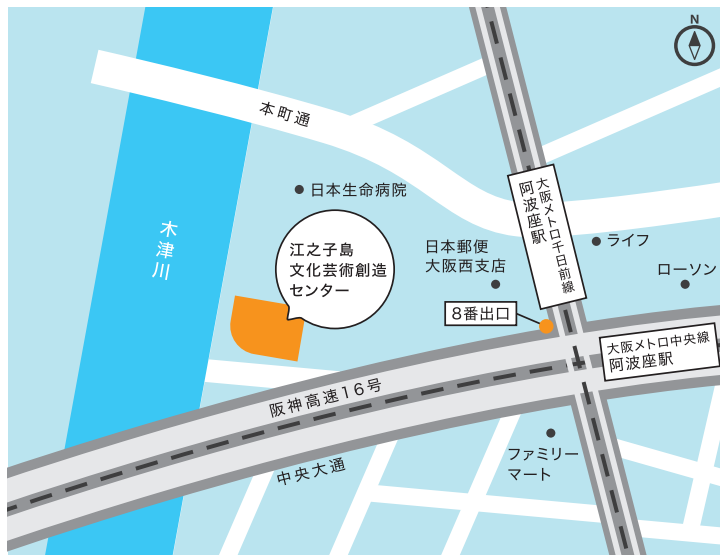 N
本町通
日本生命病院
木津川
江之子島
文化芸術創造
センター
日本郵便
大阪西支店
大阪メトロ千日前線
阿波座駅
ライフ
ローソン
8番出口
大阪メトロ中央線
阿波座駅
阪神高速16号
中央大通
ファミリー
マート